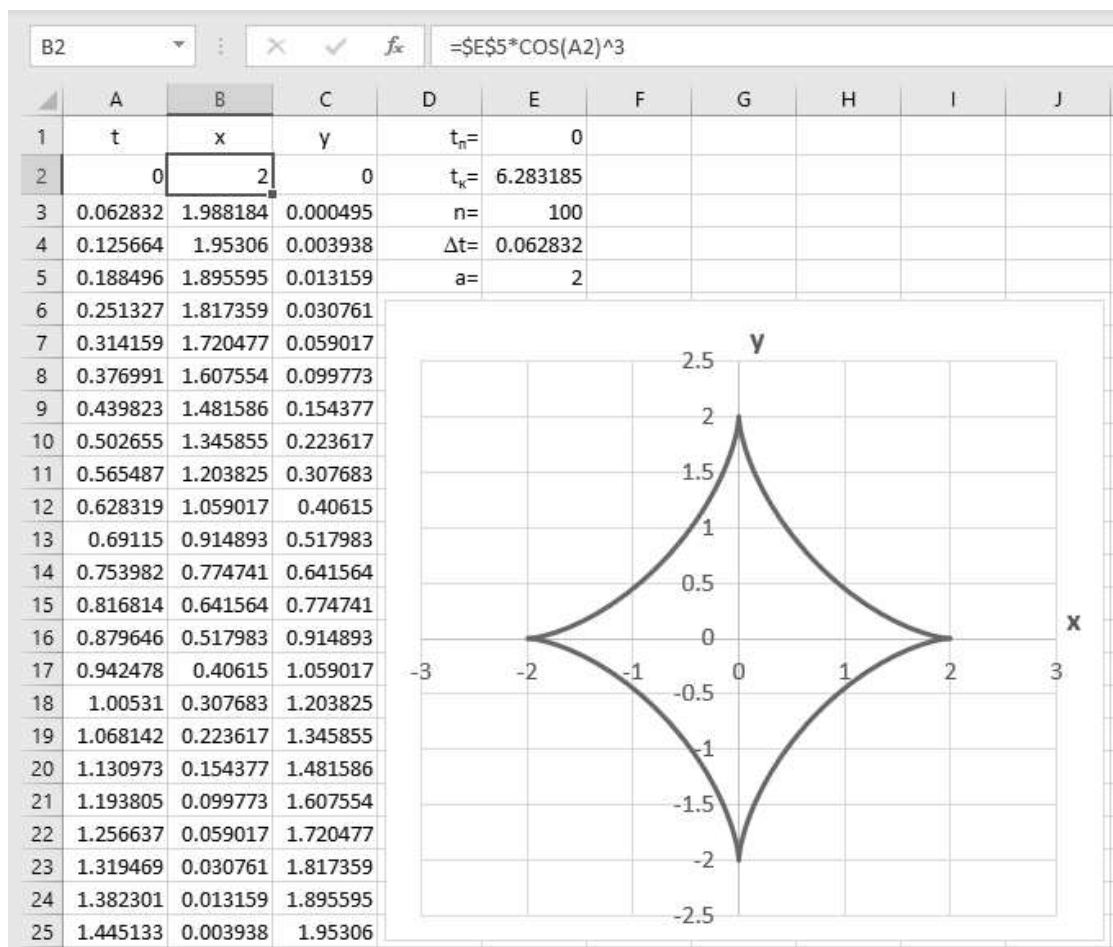 B2 fx =$E$5*COS(A2)^3
A B C D E F G H I J
1 t x y tп= 0
2 0 2 0 tк= 6.283185
3 0.062832 1.988184 0.000495 n= 100
4 0.125664 1.95306 0.003938 Δt= 0.062832
5 0.188496 1.895595 0.013159 a= 2
6 0.251327 1.817359 0.030761
7 0.314159 1.720477 0.059017
8 0.376991 1.607554 0.099773
9 0.439823 1.481586 0.154377
10 0.502655 1.345855 0.223617
11 0.565487 1.203825 0.307683
12 0.628319 1.059017 0.40615
13 0.69115 0.914893 0.517983
14 0.753982 0.774741 0.641564
15 0.816814 0.641564 0.774741
16 0.879646 0.517983 0.914893
17 0.942478 0.40615 1.059017
18 1.00531 0.307683 1.203825
19 1.068142 0.223617 1.345855
20 1.130973 0.154377 1.481586
21 1.193805 0.099773 1.607554
22 1.256637 0.059017 1.720477
23 1.319469 0.030761 1.817359
24 1.382301 0.013159 1.895595
25 1.445133 0.003938 1.95306
y
2.5
2
1.5
1
0.5
0
x
-3 -2 -1 0 1 2 3
-0.5
-1
-1.5
-2
-2.5